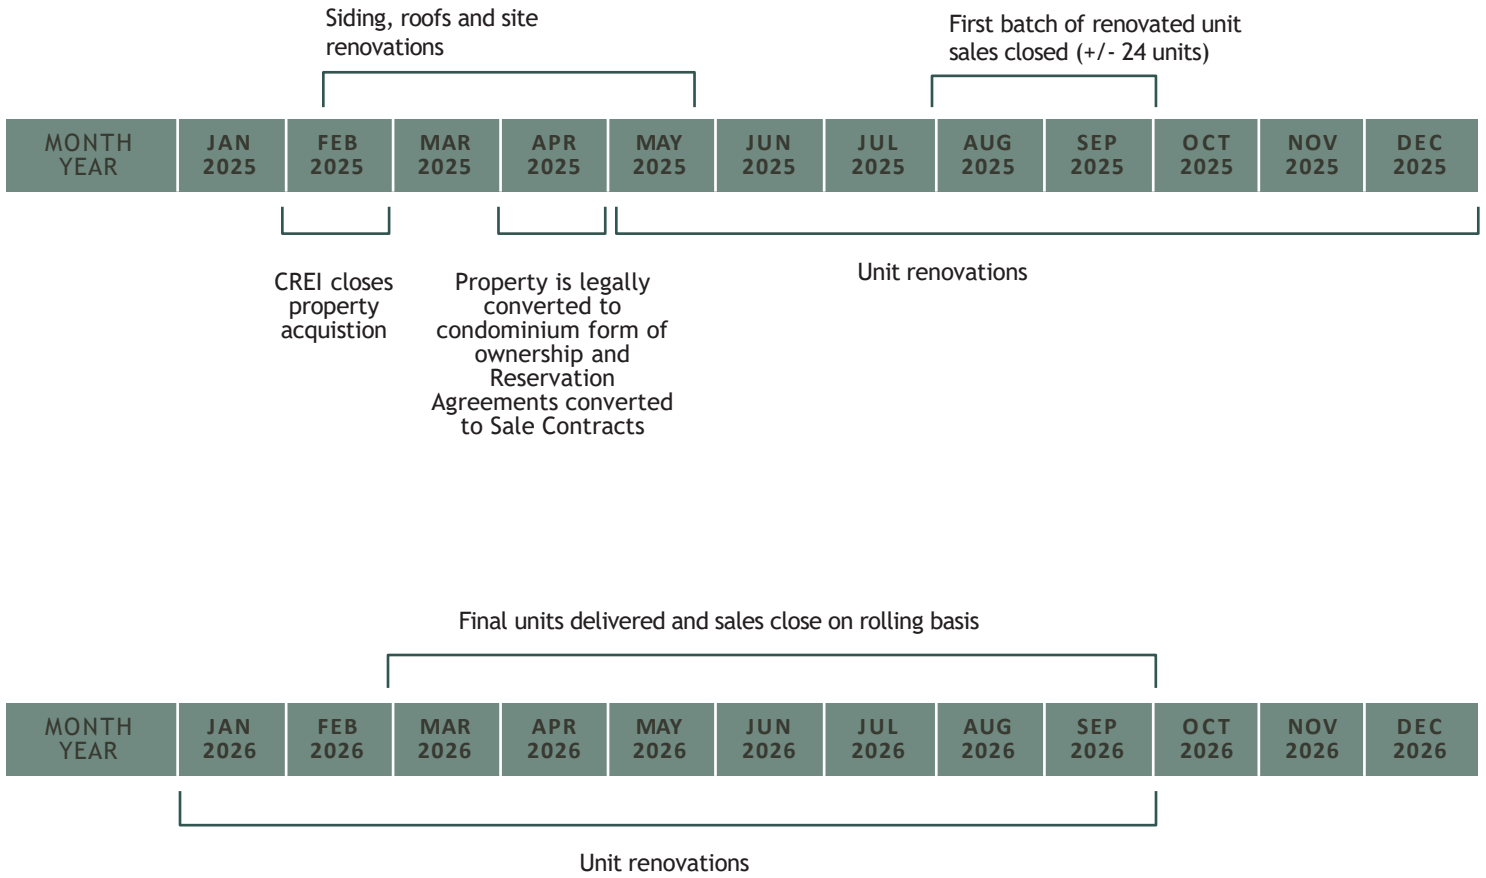 Siding, roofs and site
renovations
First batch of renovated unit
sales closed (+/- 24 units)
MONTH JAN FEB MAR APR MAY JUN JUL AUG SEP OCT NOV DEC
YEAR 2025 2025 2025 2025 2025 2025 2025 2025 2025 2025 2025 2025
CREI closes
property
acquistion
Property is legally
converted to
condominium form of
ownership and
Reservation
Agreements converted
to Sale Contracts
Unit renovations
Final units delivered and sales close on rolling basis
MONTH JAN FEB MAR APR MAY JUN JUL AUG SEP OCT NOV DEC
YEAR 2026 2026 2026 2026 2026 2026 2026 2026 2026 2026 2026 2026
Unit renovations